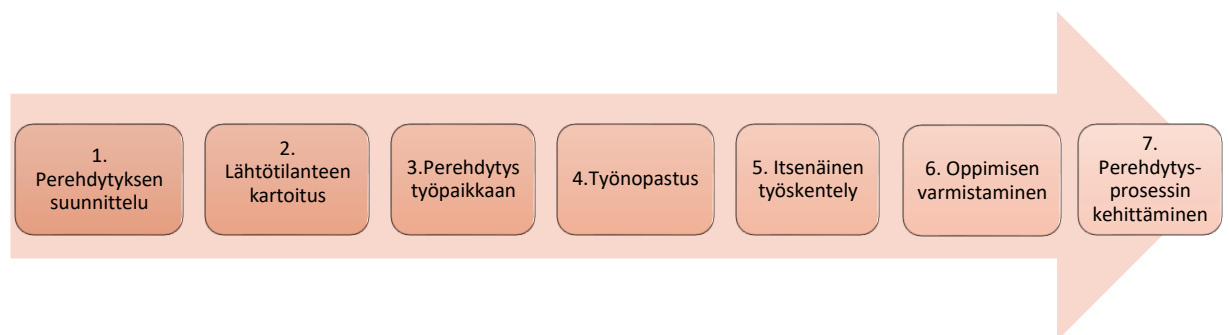 1.
Perehdytyksen
suunnittelu
2.
Lähtötilanteen
kartoitus
3.Perehdytys
työpaikkaan
4.Työnopastus
5. Itsenäinen
työskentely
6. Oppimisen
varmistaminen
7.
Perehdytys-
prosessin
kehittäminen